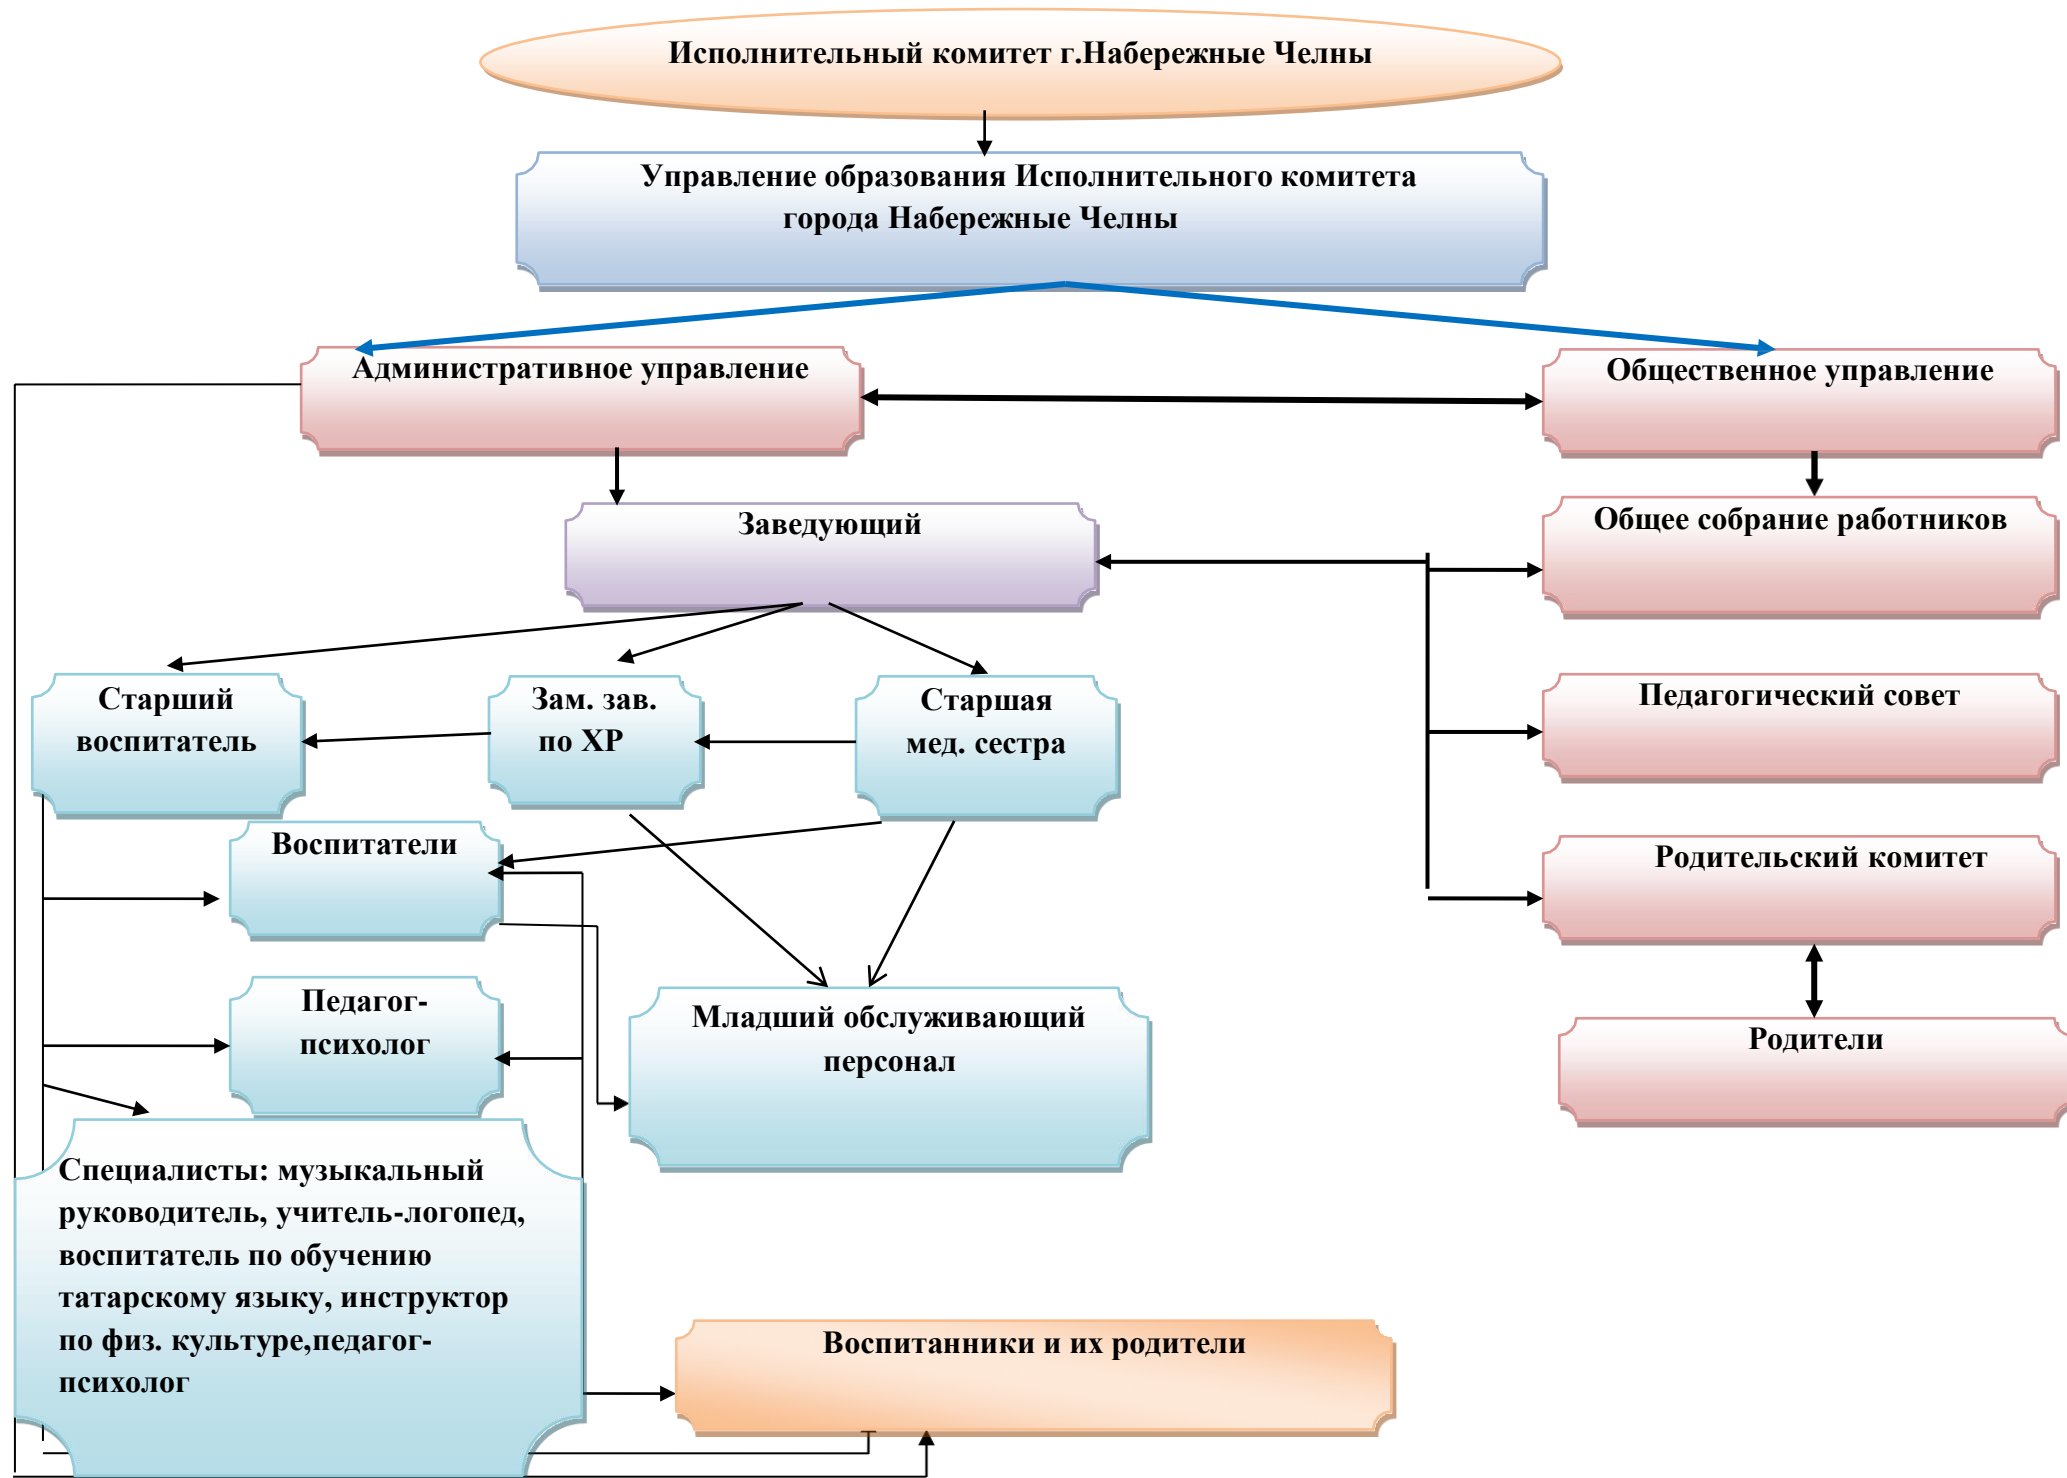 Исполнительный комитет г.Набережные Челны
Управление образования Исполнительного комитета
города Набережные Челны
Административное управление
Общественное управление
Заведующий
Общее собрание работников
Старший
воспитатель
Зам. зав.
по ХР
Старшая
мед. сестра
Педагогический совет
Воспитатели
Родительский комитет
Педагог-
психолог
Младший обслуживающий
персонал
Родители
Специалисты: музыкальный
руководитель, учитель-логопед,
воспитатель по обучению
татарскому языку, инструктор
по физ. культуре,педагог-
психолог
Воспитанники и их родители